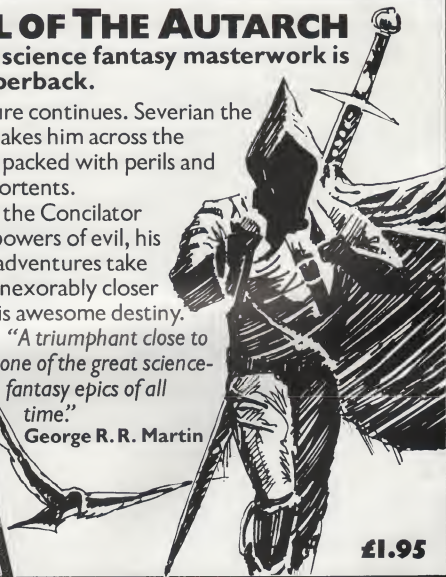 L OF THE AUTARCH
science fantasy masterwork is
perback.
ure continues. Severian the
akes him across the
packed with perils and
ortents.
the Concilator
powers of evil, his
adventures take
nexorably closer
is awesome destiny.
"A triumphant close to
one of the great science-
fantasy epics of all
time."
George R. R. Martin
£1.95